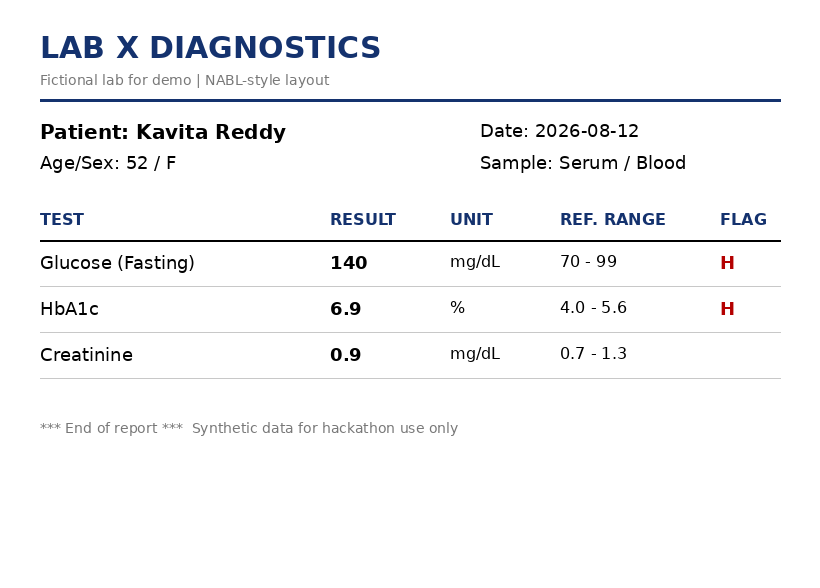 LAB X DIAGNOSTICS
Fictional lab for demo | NABL-style layout
Patient: Kavita Reddy Date: 2026-08-12
Age/Sex: 52 / F Sample: Serum / Blood
TEST RESULT UNIT REF. RANGE FLAG
Glucose (Fasting) 140 mg/dL 70 - 99 H
HbA1c 6.9 % 4.0 - 5.6 H
Creatinine 0.9 mg/dL 0.7 - 1.3
*** End of report *** Synthetic data for hackathon use only